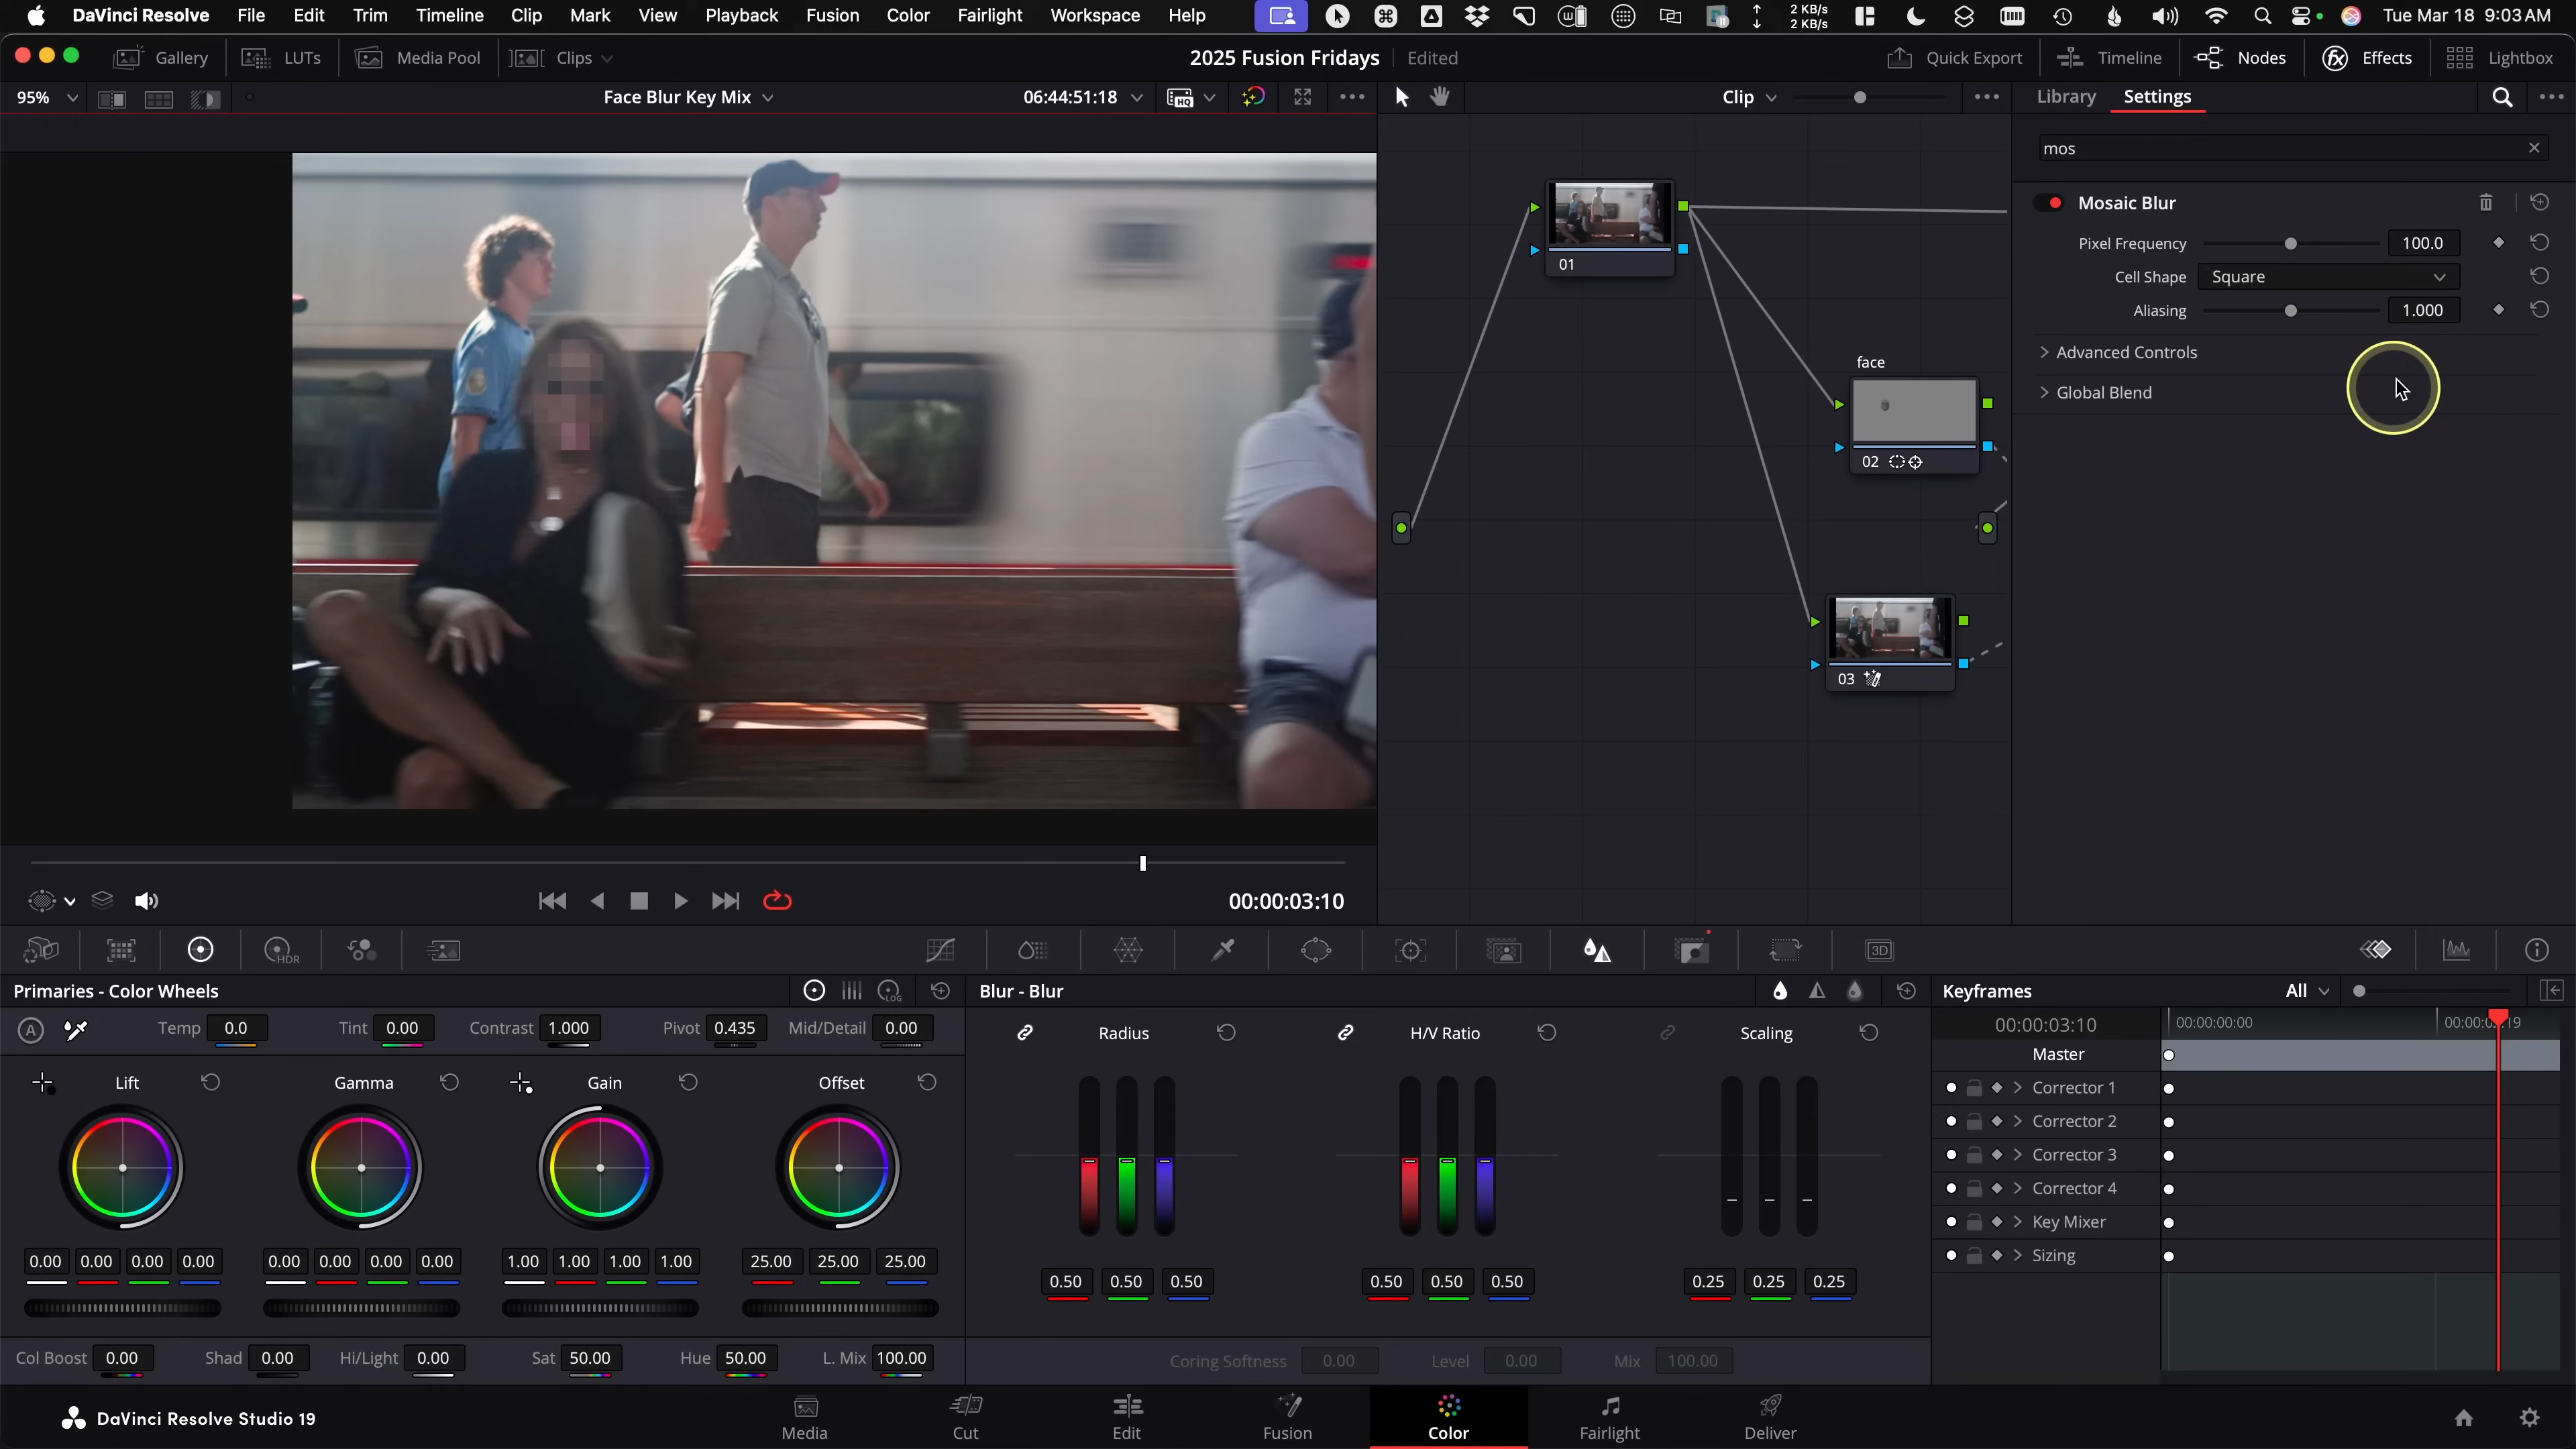 DaVinci Resolve File Edit Trim Timeline Clip Mark View Playback Fusion Color Fairlight Workspace Help 2 KB/s 2 KB/s Tue Mar 18 9:03 AM
Gallery LUTs Media Pool Clips 2025 Fusion Fridays Edited Quick Export Timeline Nodes Effects Lightbox
95% Face Blur Key Mix 06:44:51:18 HQ Clip Library Settings
mos
Mosaic Blur
Pixel Frequency 100.0
Cell Shape Square
Aliasing 1.000
Advanced Controls
Global Blend
01
face
02
03
00:00:03:10
HDR 3D
Primaries - Color Wheels LOG Blur - Blur Keyframes All
A Temp 0.0 Tint 0.00 Contrast 1.000 Pivot 0.435 Mid/Detail 0.00
Radius H/V Ratio Scaling
00:00:03:10 00:00:00:00
Lift Gamma Gain Offset
Master
Corrector 1
Corrector 2
Corrector 3
Corrector 4
Key Mixer
Sizing
0.00 0.00 0.00 0.00 0.00 0.00 0.00 0.00 1.00 1.00 1.00 1.00 25.00 25.00 25.00
0.50 0.50 0.50 0.50 0.50 0.50 0.25 0.25 0.25
Col Boost 0.00 Shad 0.00 Hi/Light 0.00 Sat 50.00 Hue 50.00 L. Mix 100.00
Coring Softness 0.00 Level 0.00 Mix 100.00
DaVinci Resolve Studio 19
Media Cut Edit Fusion Color Fairlight Deliver